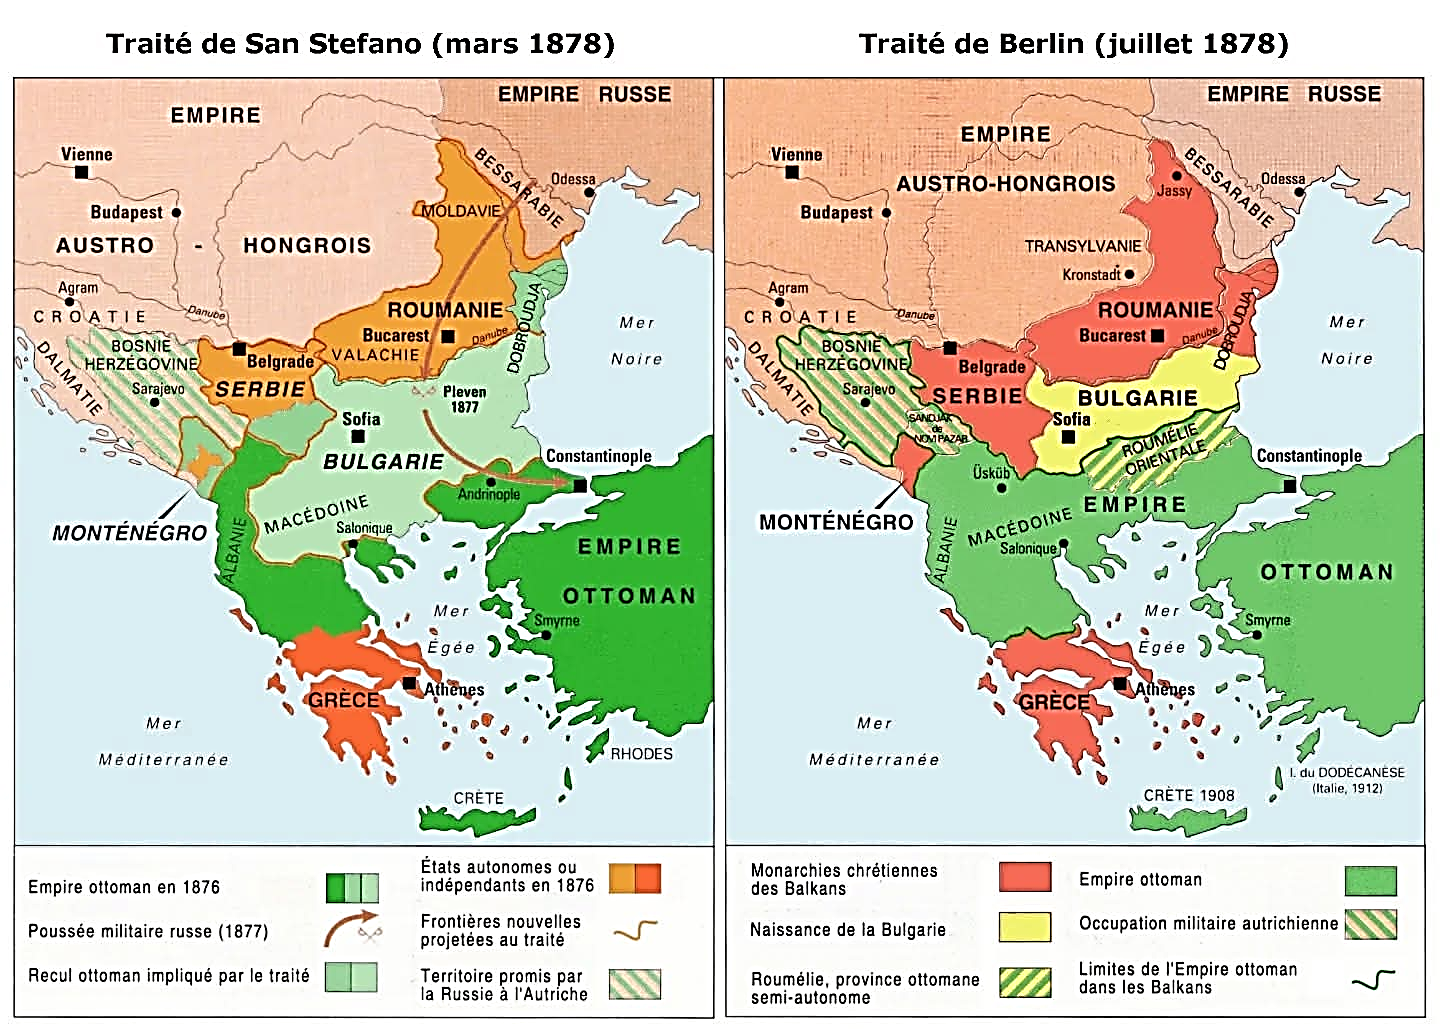 Traité de San Stefano (mars 1878)
EMPIRE RUSSE
EMPIRE
Vienne
BESSARABIE
Odessa
Budapest
MOLDAVIE
AUSTRO - HONGROIS
Agram
CROATIE
Danube
ROUMANIE
DOBROUDJA
Mer
Noire
Bucarest
Danube
DALMATIE
BOSNIE
HERZÉGOVINE
Belgrade
VALACHIE
Sarajevo
SERBIE
Pleven
1877
Sofia
BULGARIE
Constantinople
Andrinople
MONTÉNÉGRO
MACÉDOINE
Salonique
ALBANIE
EMPIRE
OTTOMAN
Mer
Égée
Smyrne
GRÈCE
Athènes
Mer
Méditerranée
RHODES
CRÈTE
Empire ottoman en 1876
Poussée militaire russe (1877)
Recul ottoman impliqué par le traité
États autonomes ou
indépendants en 1876
Frontières nouvelles
projetées au traité
Territoire promis par
la Russie à l'Autriche
Traité de Berlin (juillet 1878)
EMPIRE RUSSE
EMPIRE
Vienne
BESSARABIE
Jassy
Odessa
AUSTRO-HONGROIS
Budapest
TRANSYLVANIE
Kronstadt
Agram
CROATIE
Danube
ROUMANIE
DOBROUDJA
Mer
Noire
Bucarest
Danube
DALMATIE
BOSNIE
HERZÉGOVINE
Belgrade
Sarajevo
SERBIE
BULGARIE
SANDJAK
de
NOVI PAZAR
Sofia
ROUMÉLIE
ORIENTALE
Constantinople
Üsküb
EMPIRE
MONTÉNÉGRO
MACÉDOINE
Salonique
ALBANIE
OTTOMAN
Mer
Égée
Smyrne
GRÈCE
Athènes
Mer
Méditerranée
I. du DODÉCANÈSE
(Italie, 1912)
CRÈTE 1908
Monarchies chrétiennes
des Balkans
Naissance de la Bulgarie
Roumélie, province ottomane
semi-autonome
Empire ottoman
Occupation militaire autrichienne
Limites de l'Empire ottoman
dans les Balkans